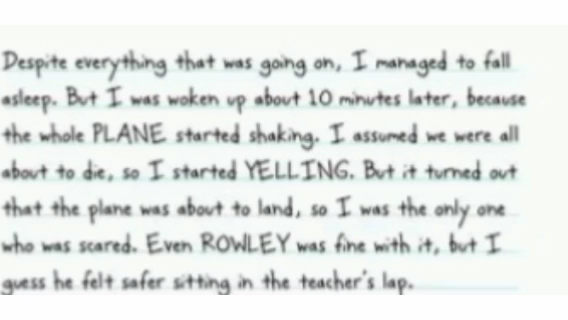 Despite everything that was going on, I managed to fall
asleep. But I was woken up about 10 minutes later, because
the whole PLANE started shaking. I assumed we were all
about to die, so I started YELLING. But it turned out
that the plane was about to land, so I was the only one
who was scared. Even ROWLEY was fine with it, but I
guess he felt safer sitting in the teacher's lap.